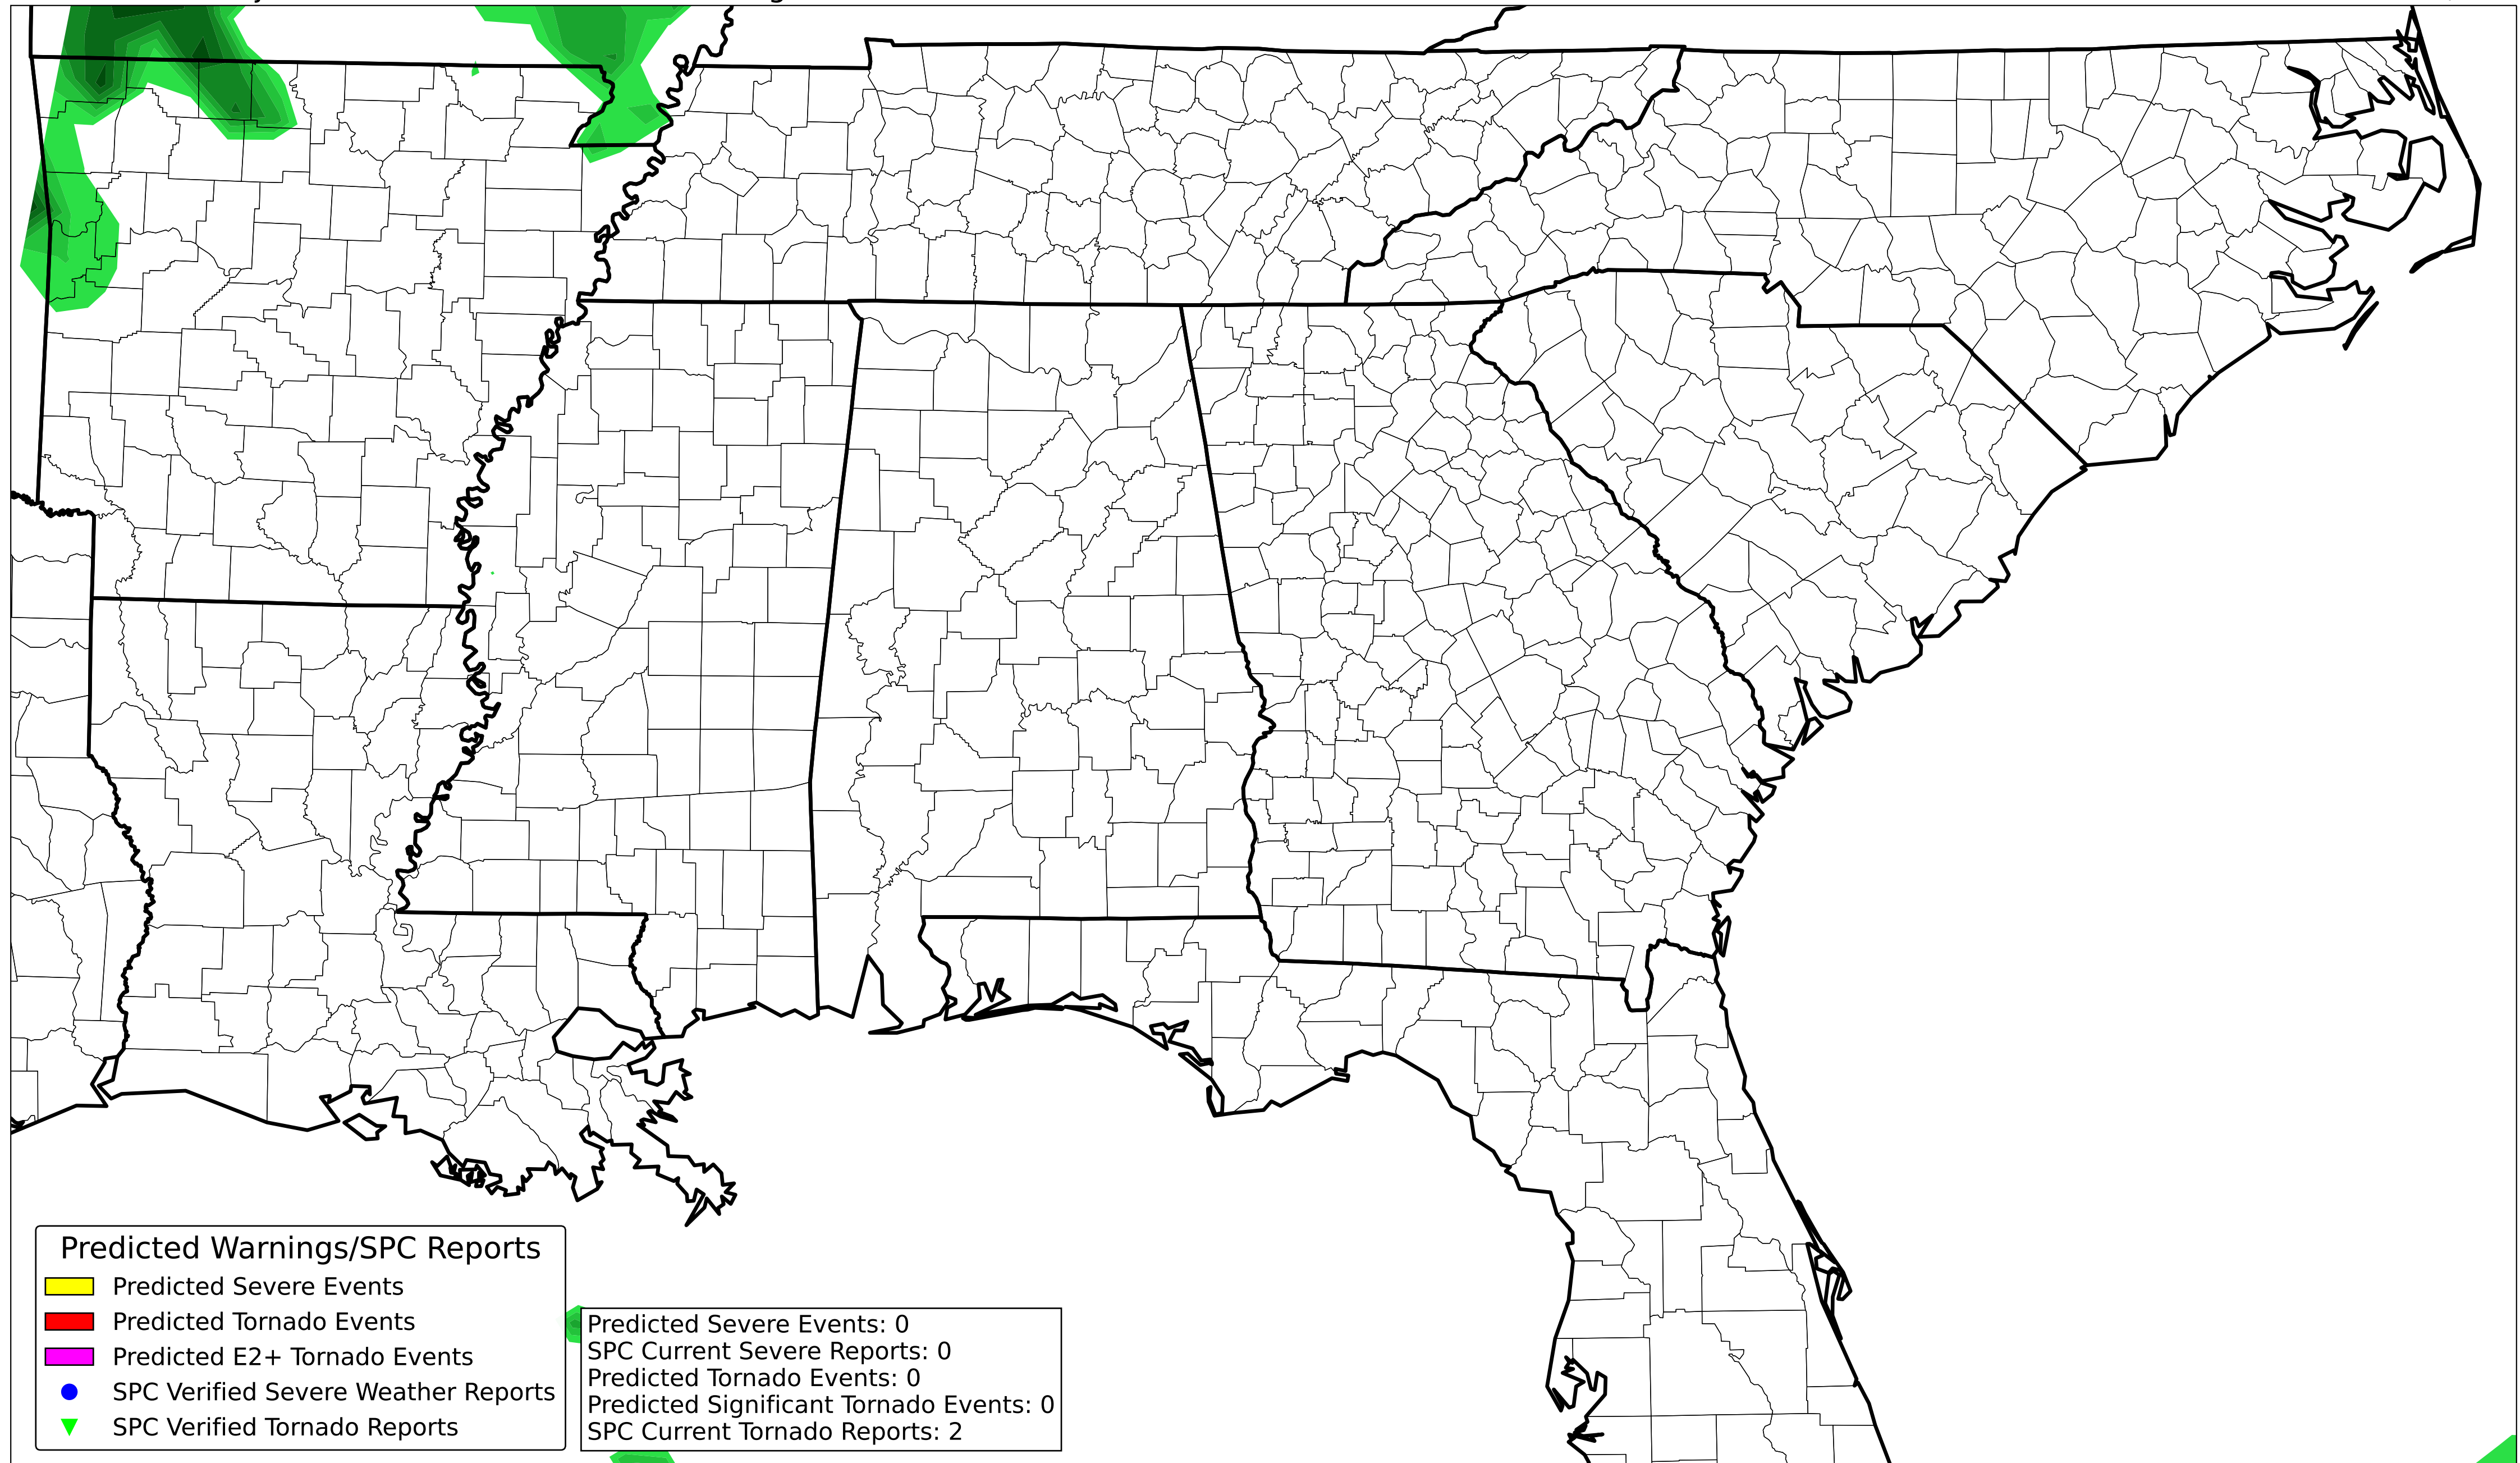 Predicted Warnings/SPC Reports
Predicted Severe Events
Predicted Tornado Events
Predicted E2+ Tornado Events
SPC Verified Severe Weather Reports
SPC Verified Tornado Reports
Predicted Severe Events: 0
SPC Current Severe Reports: 0
Predicted Tornado Events: 0
Predicted Significant Tornado Events: 0
SPC Current Tornado Reports: 2